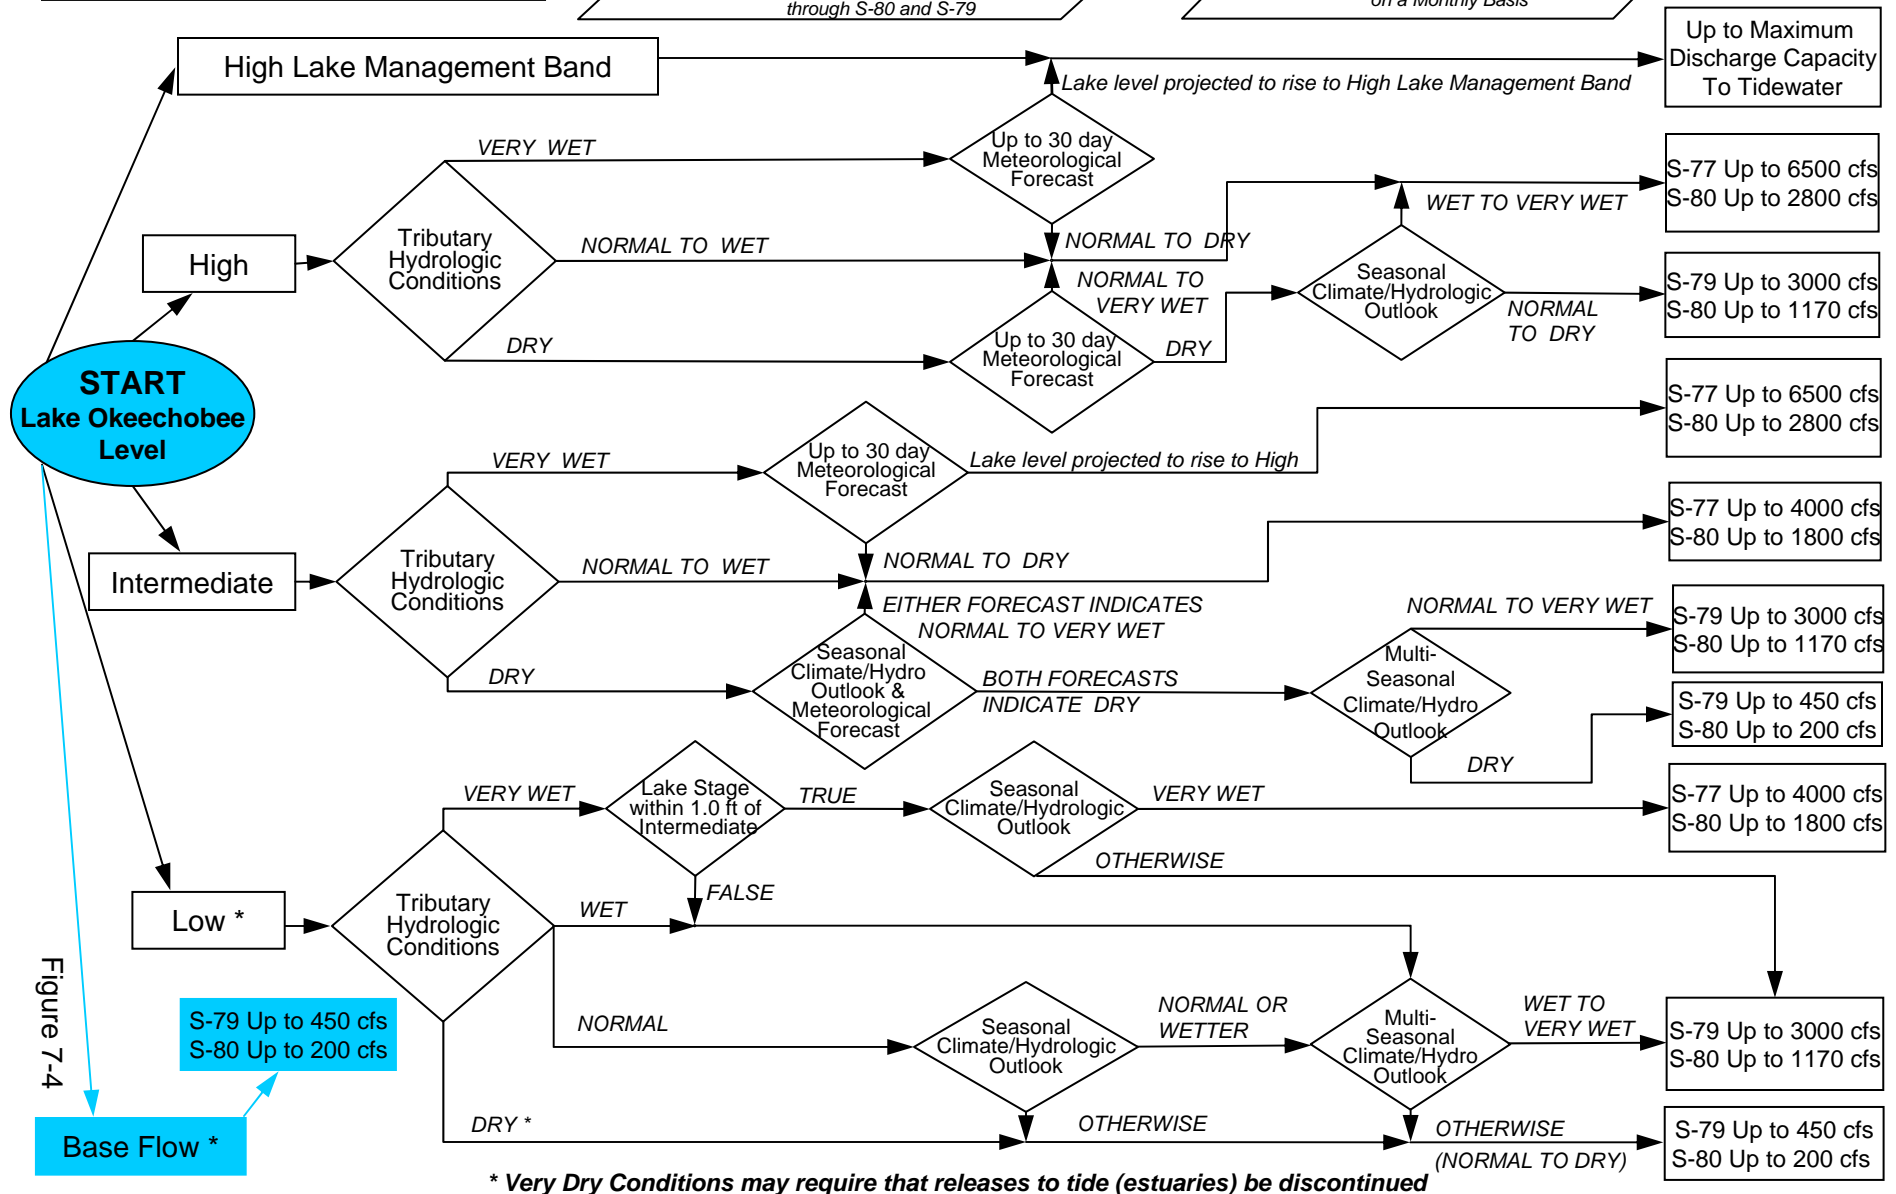 through S-80 and S-79
on a Monthly Basis
Up to Maximum
Discharge Capacity
To Tidewater
High Lake Management Band
Lake level projected to rise to High Lake Management Band
VERY WET
Up to 30 day
Meteorological
Forecast
S-77 Up to 6500 cfs
S-80 Up to 2800 cfs
WET TO VERY WET
High
Tributary
Hydrologic
Conditions
NORMAL TO WET
NORMAL TO DRY
NORMAL TO
VERY WET
Seasonal
Climate/Hydrologic
Outlook
NORMAL
TO DRY
S-79 Up to 3000 cfs
S-80 Up to 1170 cfs
DRY
Up to 30 day
Meteorological
Forecast
DRY
START
Lake Okeechobee
Level
S-77 Up to 6500 cfs
S-80 Up to 2800 cfs
VERY WET
Up to 30 day
Meteorological
Forecast
Lake level projected to rise to High
S-77 Up to 4000 cfs
S-80 Up to 1800 cfs
Intermediate
Tributary
Hydrologic
Conditions
NORMAL TO WET
NORMAL TO DRY
EITHER FORECAST INDICATES
NORMAL TO VERY WET
NORMAL TO VERY WET
S-79 Up to 3000 cfs
S-80 Up to 1170 cfs
DRY
Seasonal
Climate/Hydro
Outlook &
Meteorological
Forecast
BOTH FORECASTS
INDICATE DRY
Multi-
Seasonal
Climate/Hydro
Outlook
S-79 Up to 450 cfs
S-80 Up to 200 cfs
DRY
VERY WET
Lake Stage
within 1.0 ft of
Intermediate
TRUE
Seasonal
Climate/Hydrologic
Outlook
VERY WET
S-77 Up to 4000 cfs
S-80 Up to 1800 cfs
OTHERWISE
FALSE
Low *
Tributary
Hydrologic
Conditions
WET
NORMAL
Seasonal
Climate/Hydrologic
Outlook
NORMAL OR
WETTER
Multi-
Seasonal
Climate/Hydro
Outlook
WET TO
VERY WET
S-79 Up to 3000 cfs
S-80 Up to 1170 cfs
Figure 7-4
S-79 Up to 450 cfs
S-80 Up to 200 cfs
Base Flow *
DRY *
OTHERWISE
OTHERWISE
(NORMAL TO DRY)
S-79 Up to 450 cfs
S-80 Up to 200 cfs
* Very Dry Conditions may require that releases to tide (estuaries) be discontinued